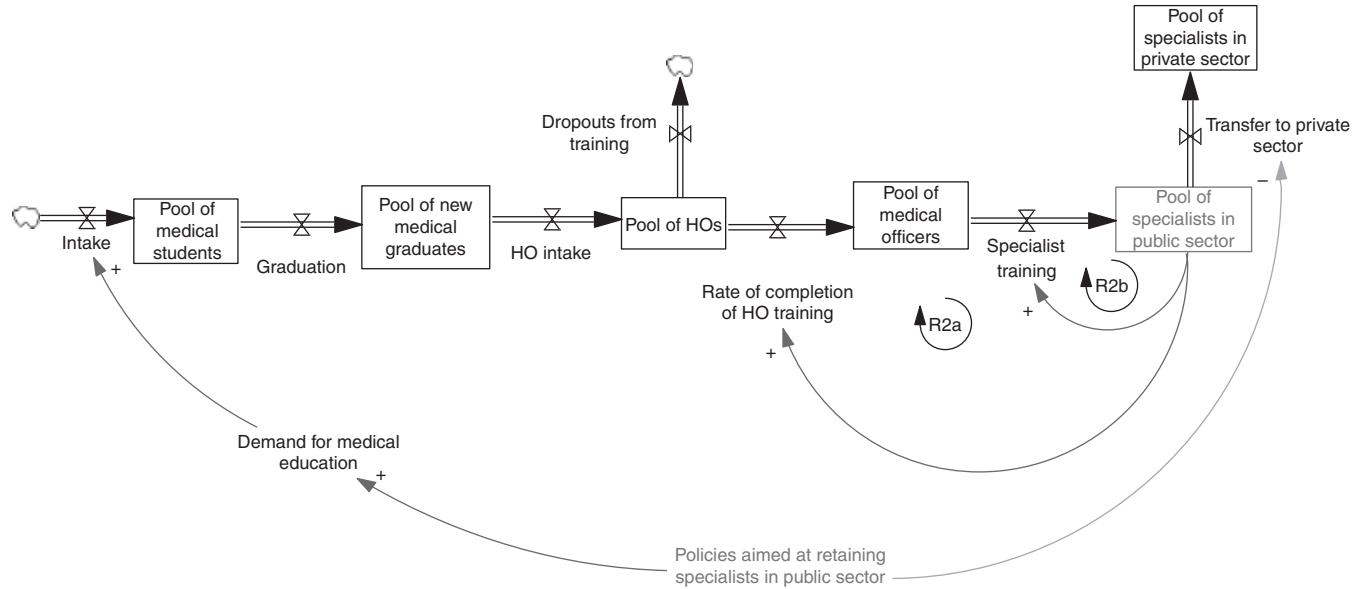 Pool of
specialists in
private sector
Dropouts from
training
Transfer to private
sector
–
Pool of
medical
students
Pool of new
medical
graduates
Pool of HOs
Pool of
medical
officers
Pool of
specialists in
public sector
Intake
+
Graduation
HO intake
Specialist
training
+
R2b
Rate of completion
of HO training
+
R2a
Demand for medical
education
+
Policies aimed at retaining
specialists in public sector